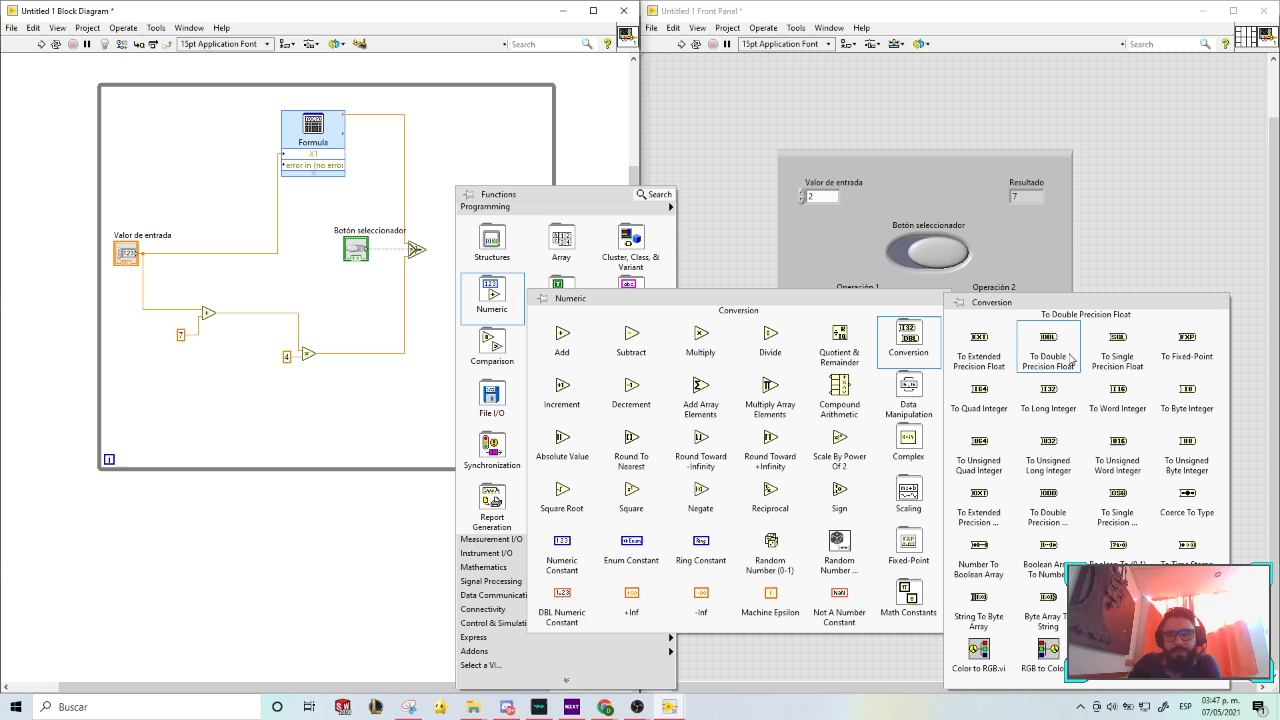 Untitled 1 Block Diagram *
Untitled 1 Front Panel *
File Edit View Project Operate Tools Window Help
File Edit View Project Operate Tools Window Help
15pt Application Font
Search
15pt Application Font
Search
Formula
X1
error in (no error
Valor de entrada
1.23
7
4
Botón seleccionador
i
Valor de entrada
2
Resultado
7
Botón seleccionador
Operación 1
Operación 2
Functions
Search
Programming
Structures
Array
Cluster, Class, & Variant
Numeric
Comparison
File I/O
Synchronization
Report Generation
Measurement I/O
Instrument I/O
Mathematics
Signal Processing
Data Communicati
Connectivity
Control & Simulati
Express
Addons
Select a VI...
Numeric
Conversion
Add
Subtract
Multiply
Divide
Quotient & Remainder
Conversion
Increment
Decrement
Add Array Elements
Multiply Array Elements
Compound Arithmetic
Data Manipulation
Absolute Value
Round To Nearest
Round Toward -Infinity
Round Toward +Infinity
Scale By Power Of 2
Complex
Square Root
Square
Negate
Reciprocal
Sign
Scaling
Numeric Constant
Enum Constant
Ring Constant
Random Number (0-1)
Random Number ...
Fixed-Point
DBL Numeric Constant
+Inf
-Inf
Machine Epsilon
Not A Number Constant
Math Constants
Conversion
To Double Precision Float
To Extended Precision Float
To Double Precision Float
To Single Precision Float
To Fixed-Point
To Quad Integer
To Long Integer
To Word Integer
To Byte Integer
To Unsigned Quad Integer
To Unsigned Long Integer
To Unsigned Word Integer
To Unsigned Byte Integer
To Extended Precision ...
To Double Precision ...
To Single Precision ...
Coerce To Type
Number To Boolean Array
String To Byte Array
Byte Array To String
Color to RGB.vi
RGB to Colo
Buscar
NEXT
ESP
03:47 p. m.
07/05/2021